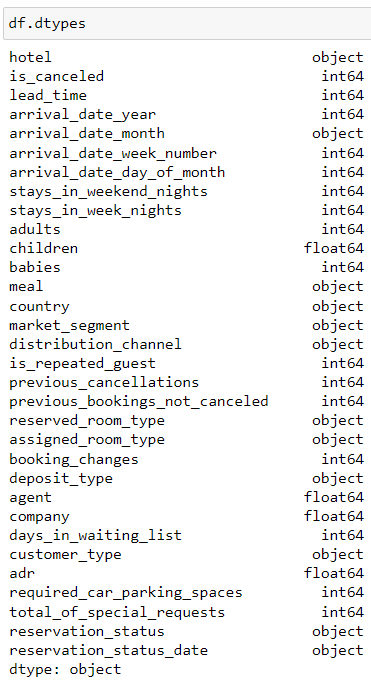 df.dtypes
hotel object
is_canceled int64
lead_time int64
arrival_date_year int64
arrival_date_month object
arrival_date_week_number int64
arrival_date_day_of_month int64
stays_in_weekend_nights int64
stays_in_week_nights int64
adults int64
children float64
babies int64
meal object
country object
market_segment object
distribution_channel object
is_repeated_guest int64
previous_cancellations int64
previous_bookings_not_canceled int64
reserved_room_type object
assigned_room_type object
booking_changes int64
deposit_type object
agent float64
company float64
days_in_waiting_list int64
customer_type object
adr float64
required_car_parking_spaces int64
total_of_special_requests int64
reservation_status object
reservation_status_date object
dtype: object